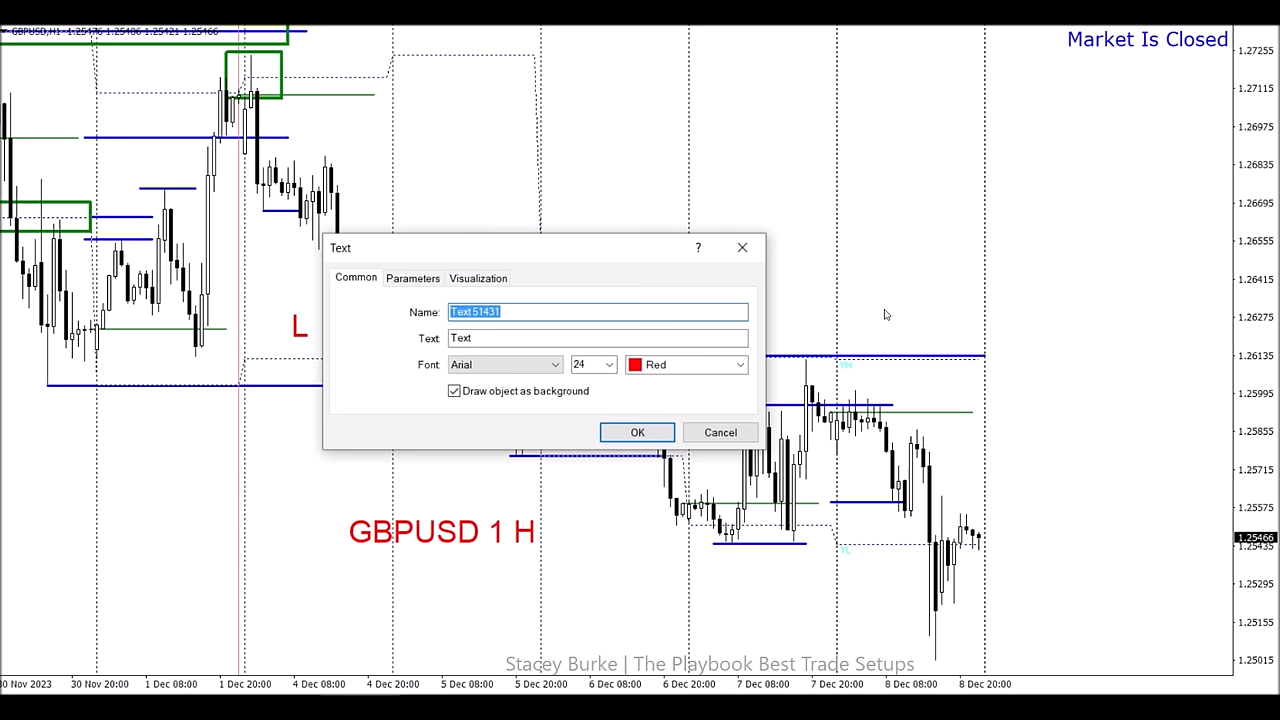 GBPUSD,H1 1.25476 1.25486 1.25421 1.25466
Market Is Closed
1.27255
1.27115
1.26975
1.26835
1.26695
1.26555
1.26415
1.26275
1.26135
1.25995
1.25855
1.25715
1.25575
1.25466
1.25435
1.25295
1.25155
1.25015
Text
?
Common Parameters Visualization
Name: Text 51431
Text: Text
Font: Arial 24 Red
Draw object as background
OK Cancel
L
YH
GBPUSD 1 H
YL
Stacey Burke | The Playbook Best Trade Setups
30 Nov 2023 30 Nov 20:00 1 Dec 08:00 1 Dec 20:00 4 Dec 08:00 4 Dec 20:00 5 Dec 08:00 5 Dec 20:00 6 Dec 08:00 6 Dec 20:00 7 Dec 08:00 7 Dec 20:00 8 Dec 08:00 8 Dec 20:00